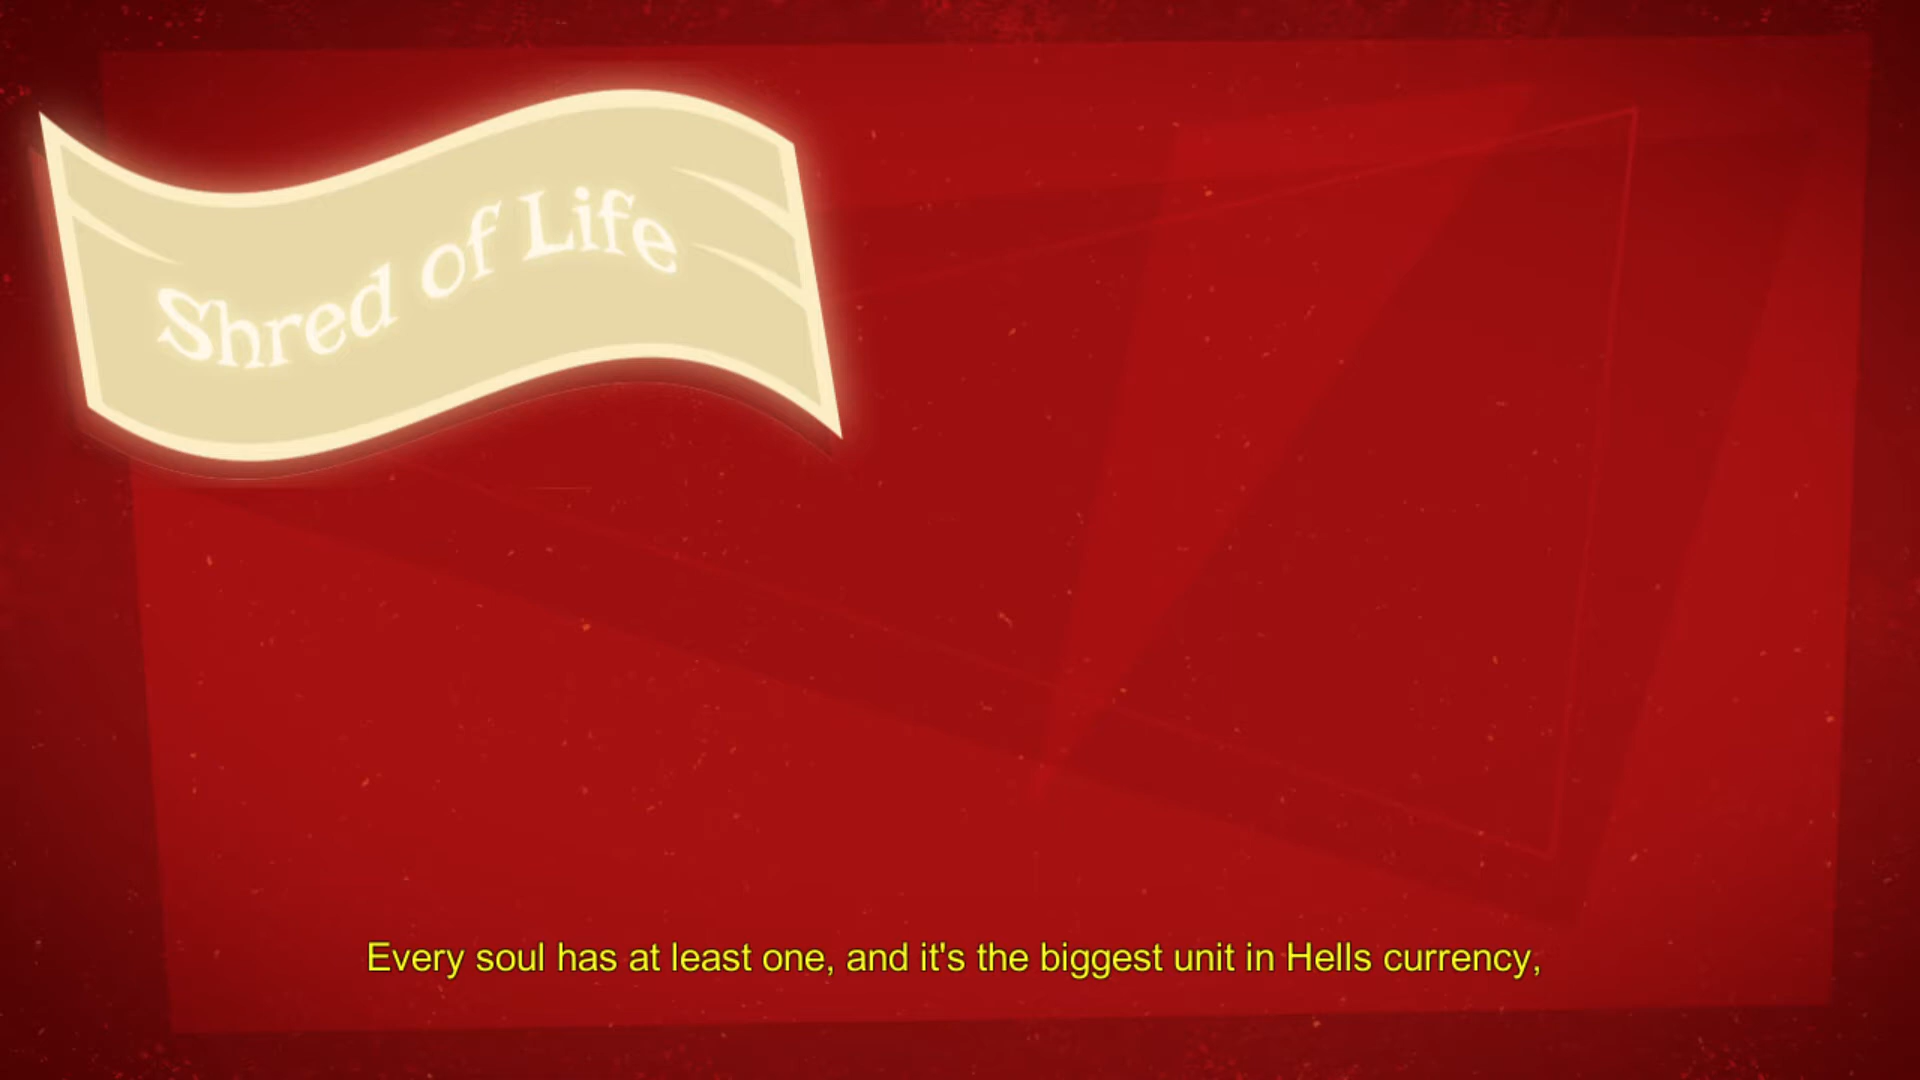 Shred of Life
Every soul has at least one, and it's the biggest unit in Hells currency,